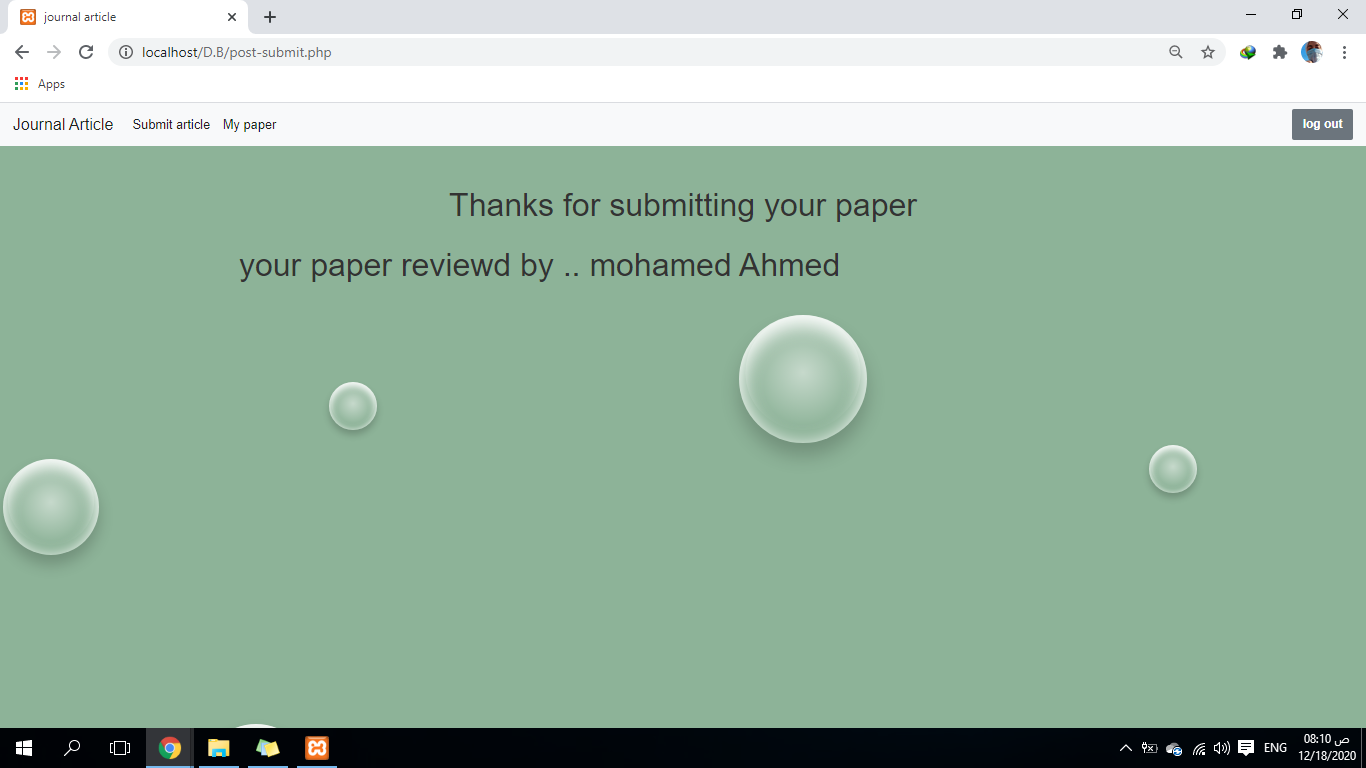 journal article
localhost/D.B/post-submit.php
Apps
Journal Article Submit article My paper log out
Thanks for submitting your paper
your paper reviewd by .. mohamed Ahmed
ENG
08:10 ص
12/18/2020